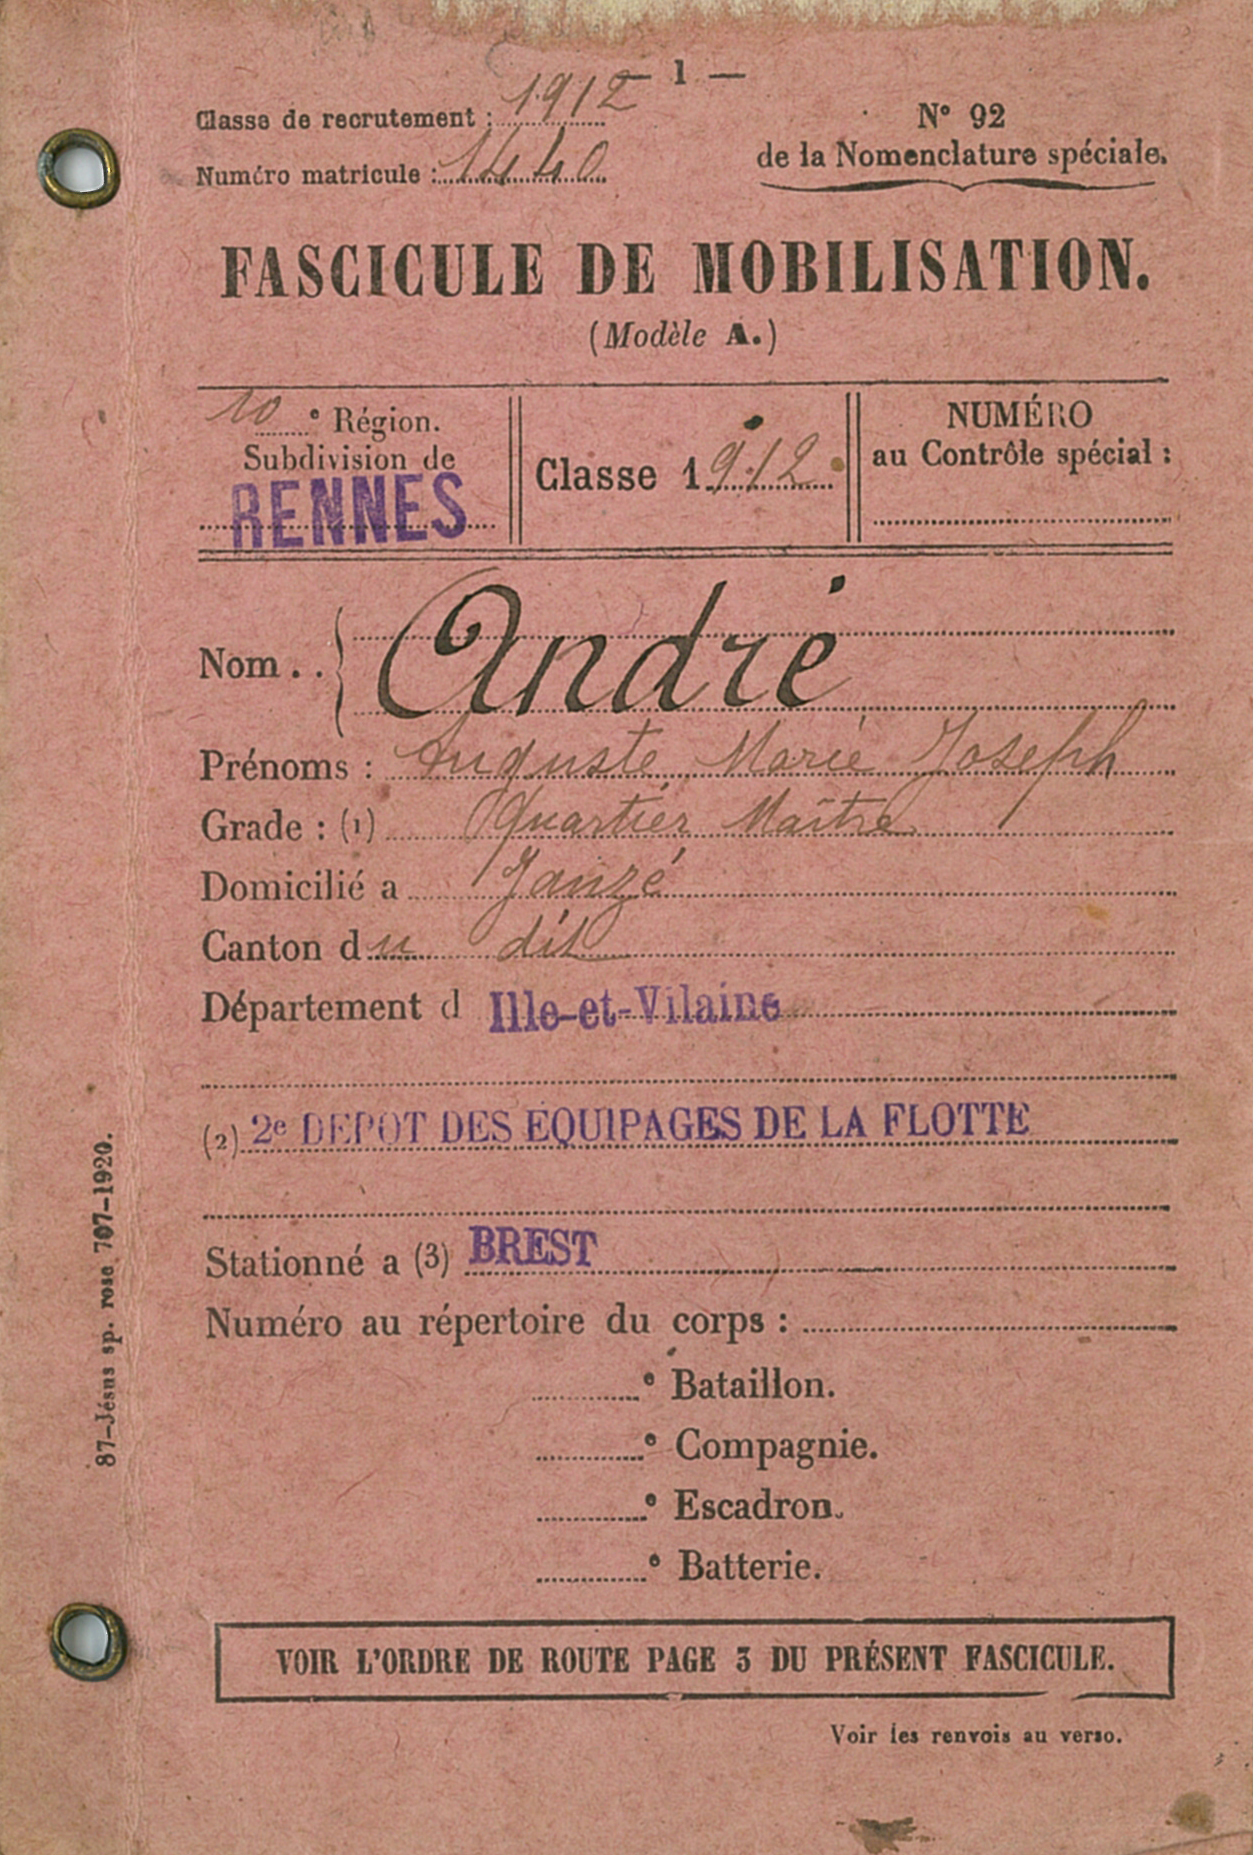 — 1 —
Classe de recrutement : 1912
Numéro matricule : 1440
N° 92
de la Nomenclature spéciale.
FASCICULE DE MOBILISATION.
(Modèle A.)
10e Région.
Subdivision de
RENNES
Classe 1912
NUMÉRO
au Contrôle spécial :
Nom . . André
Prénoms : Auguste Marie Joseph
Grade : (1) Quartier Maître
Domicilié a Janzé
Canton du dit
Département d Ille-et-Vilaine
(2) 2e DEPOT DES EQUIPAGES DE LA FLOTTE
Stationné a (3) BREST
Numéro au répertoire du corps :
e Bataillon.
e Compagnie.
e Escadron.
e Batterie.
VOIR L'ORDRE DE ROUTE PAGE 3 DU PRÉSENT FASCICULE.
Voir les renvois au verso.
87-Jésus sp. rose 707-1920.